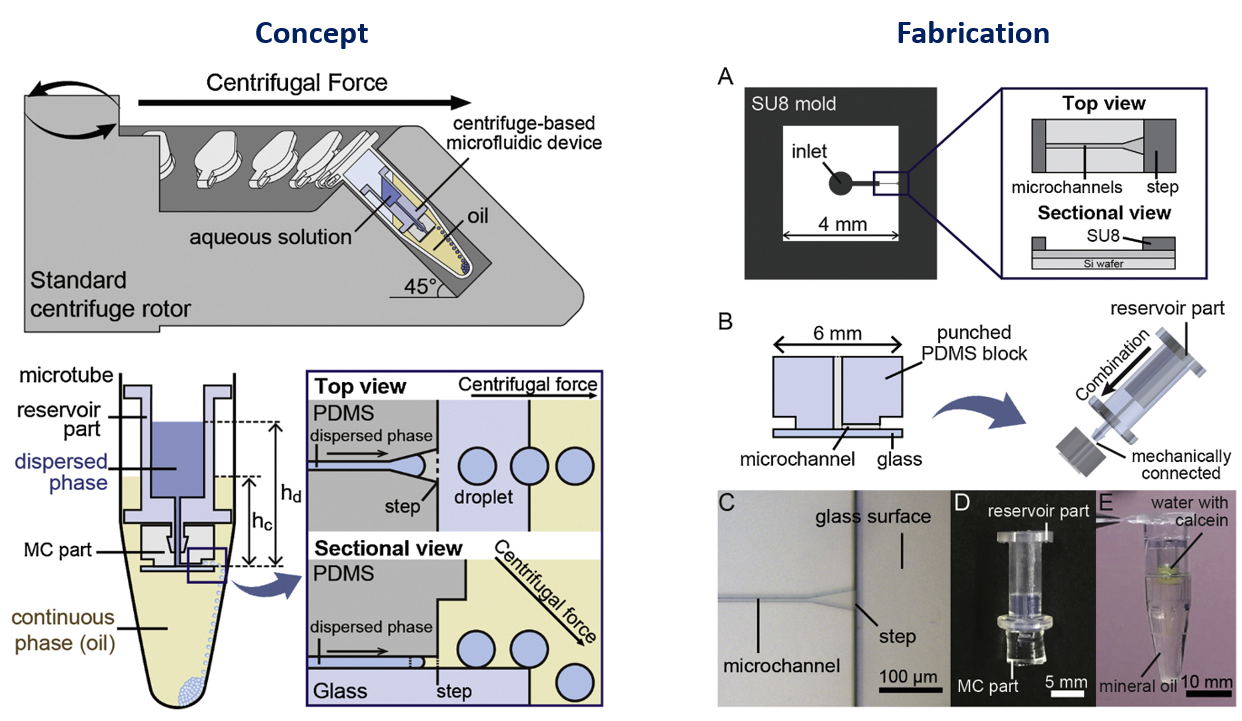 Concept
Centrifugal Force
centrifuge-based
microfluidic device
oil
aqueous solution
45°
Standard
centrifuge rotor
microtube
reservoir
part
dispersed
phase
MC part
continuous
phase (oil)
hd
hc
Top view
Centrifugal force
PDMS
dispersed phase
step
droplet
Sectional view
PDMS
Centrifugal force
dispersed phase
Glass
step
Fabrication
A
SU8 mold
inlet
4 mm
Top view
microchannels
step
Sectional view
SU8
Si wafer
B
6 mm
punched
PDMS block
microchannel
glass
reservoir part
Combination
mechanically
connected
C
glass surface
step
microchannel
100 µm
D
reservoir part
MC part
5 mm
E
water with
calcein
mineral oil
10 mm